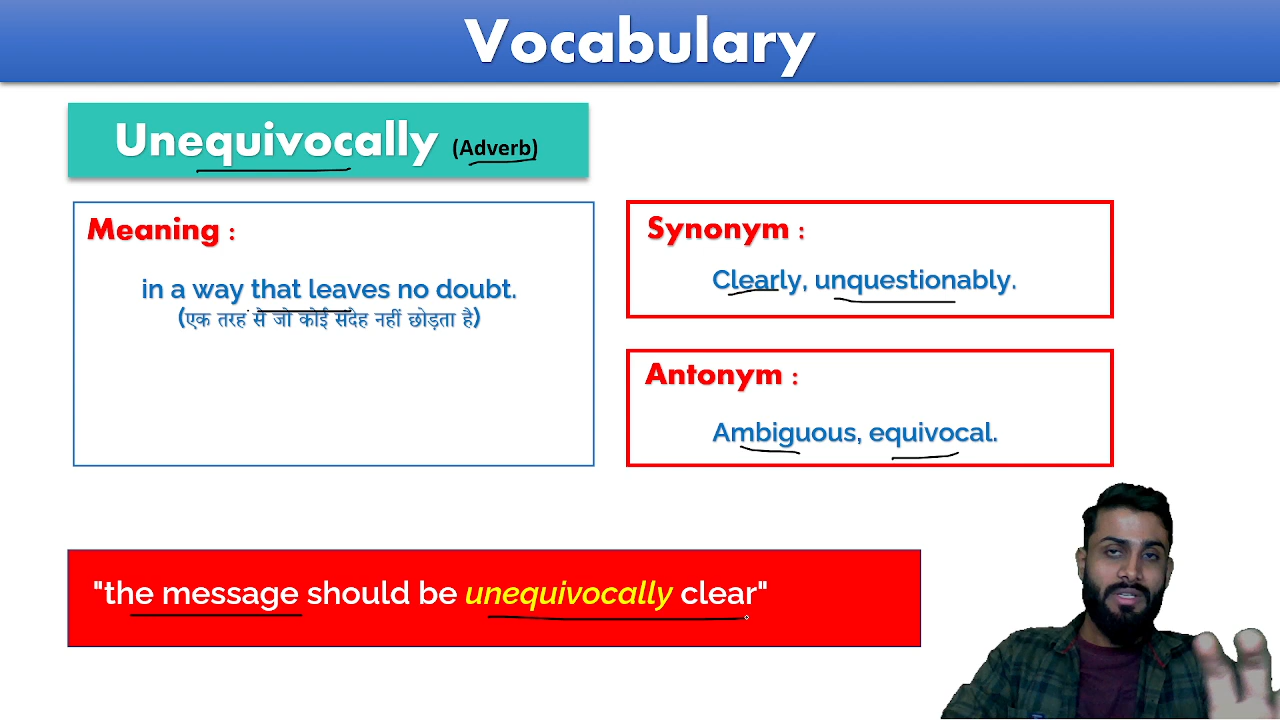 Vocabulary
Unequivocally (Adverb)
Meaning :
in a way that leaves no doubt.
(एक तरह से जो कोई संदेह नहीं छोड़ता है)
Synonym :
Clearly, unquestionably.
Antonym :
Ambiguous, equivocal.
"the message should be unequivocally clear"